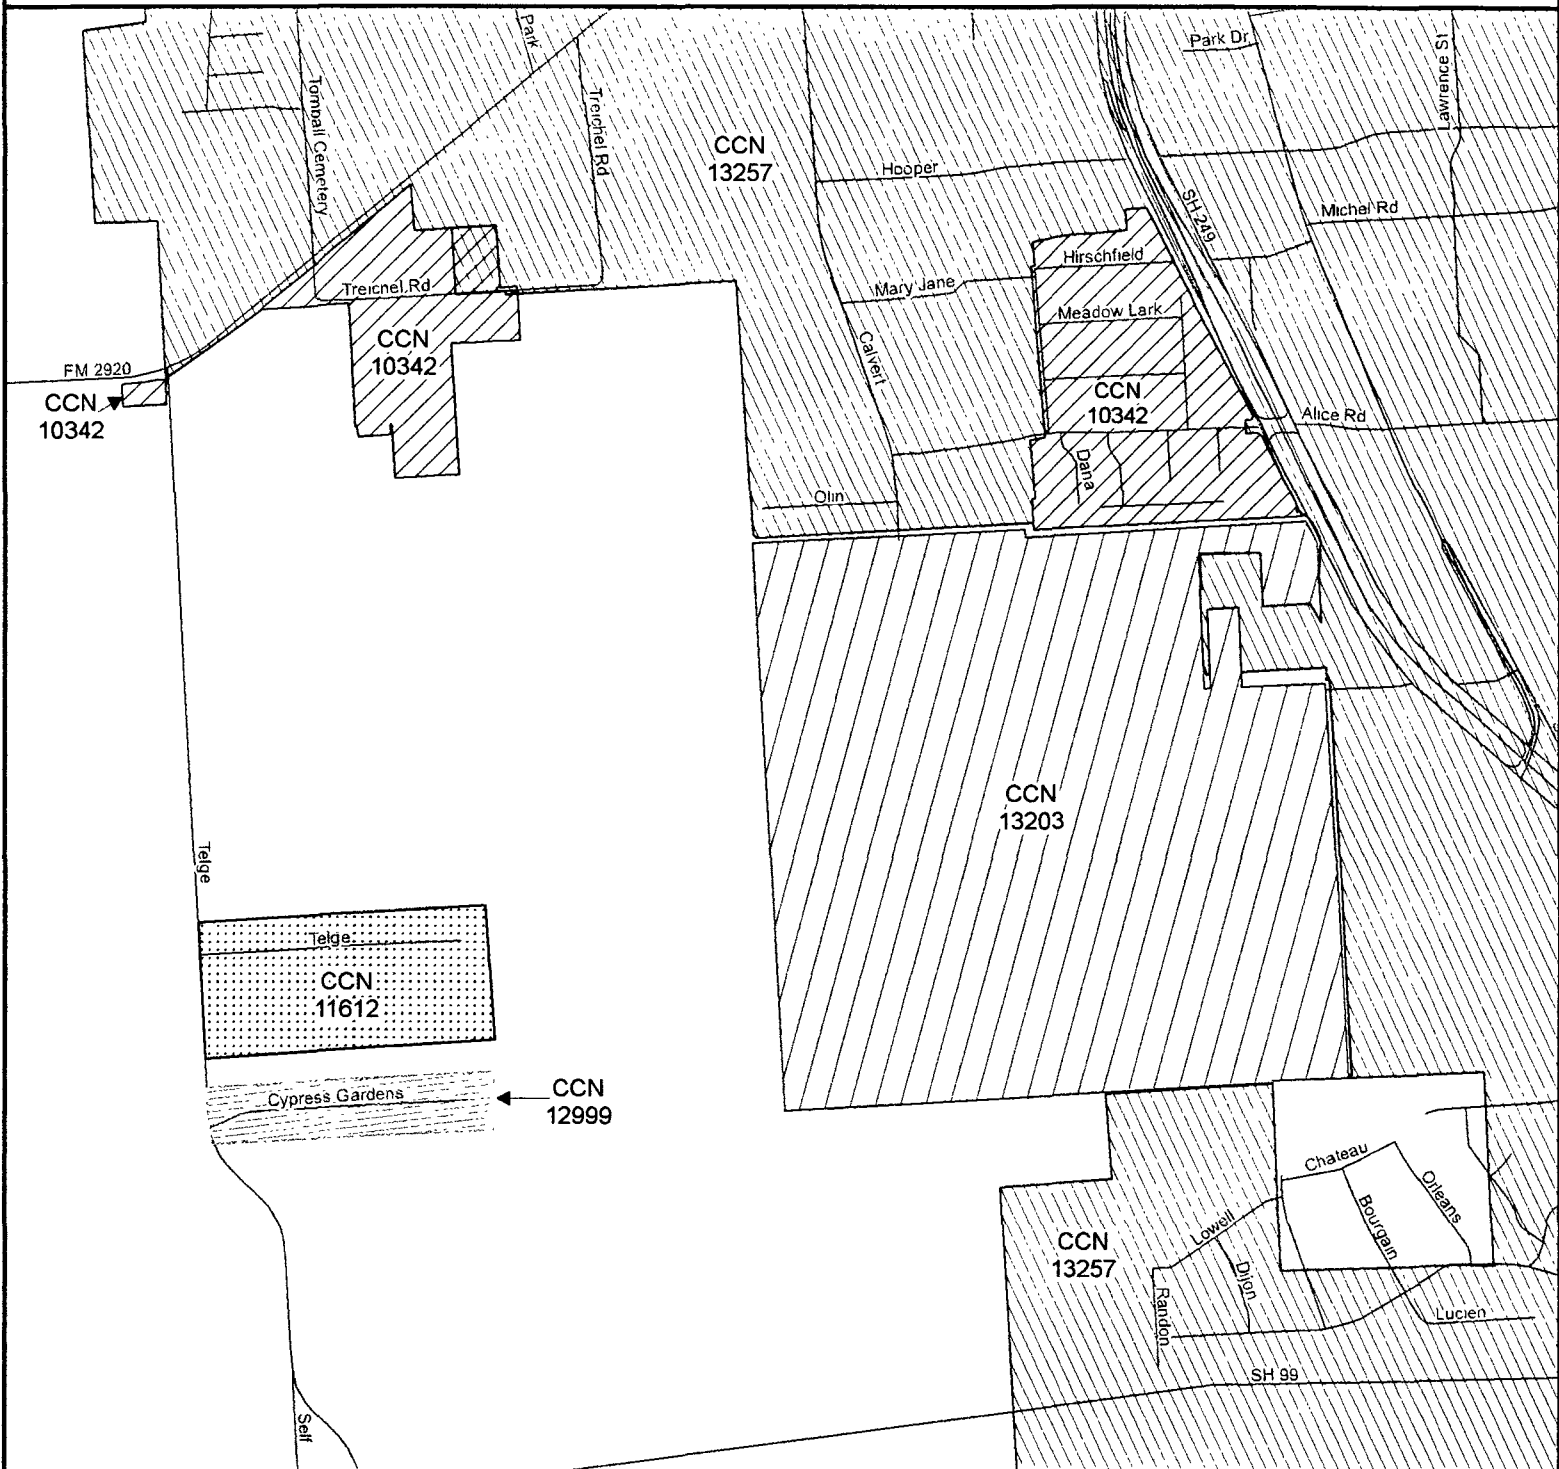 Park
Park Dr
Lawrence St
Tomball Cemetery
Treichel Rd
CCN
13257
Hooper
SH 249
Michel Rd
Hirschfield
Treichel Rd
Mary Jane
Meadow Lark
CCN
10342
Calvert
FM 2920
CCN
10342
CCN
10342
Alice Rd
Dana
Olin
CCN
13203
Telge
Telge
CCN
11612
Cypress Gardens
CCN
12999
Chateau
Orleans
Bourgain
Lowell
CCN
13257
Dijon
Randon
Lucien
SH 99
Self